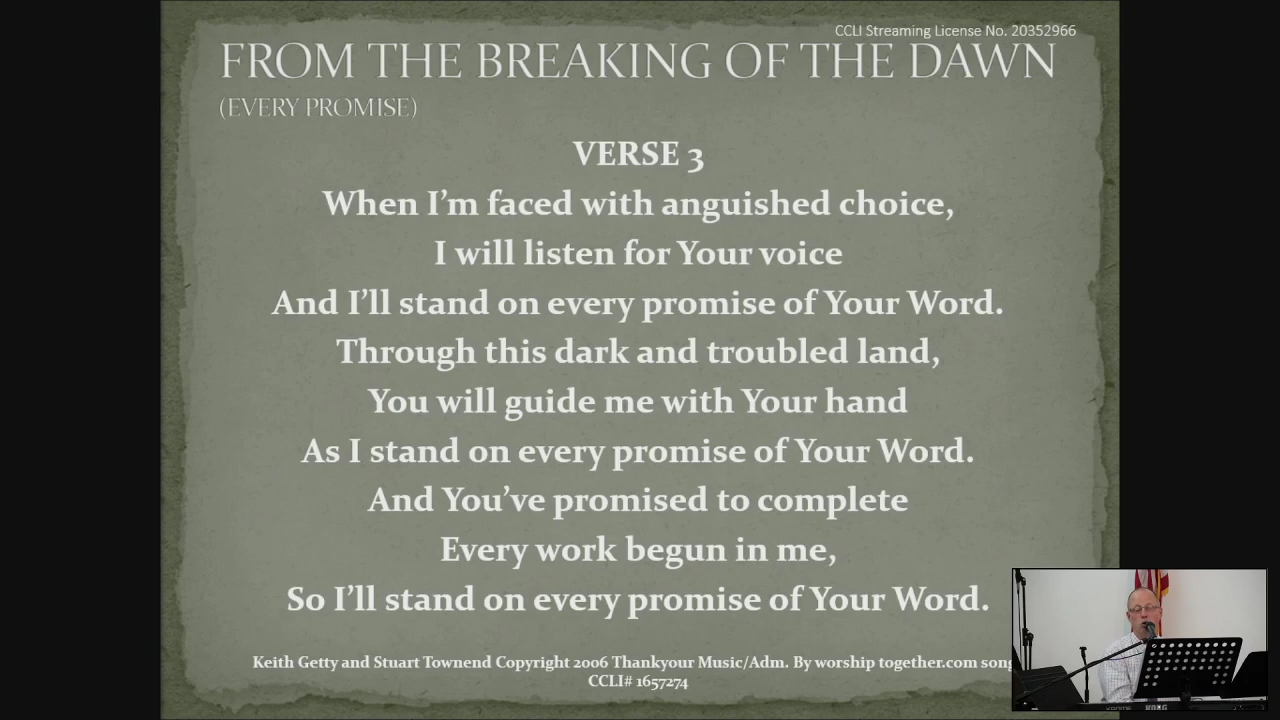 CCLI Streaming License No. 20352966
FROM THE BREAKING OF THE DAWN
(EVERY PROMISE)
VERSE 3
When I’m faced with anguished choice,
I will listen for Your voice
And I’ll stand on every promise of Your Word.
Through this dark and troubled land,
You will guide me with Your hand
As I stand on every promise of Your Word.
And You’ve promised to complete
Every work begun in me,
So I’ll stand on every promise of Your Word.
Keith Getty and Stuart Townend Copyright 2006 Thankyour Music/Adm. By worship together.com song
CCLI# 1657274
KORG